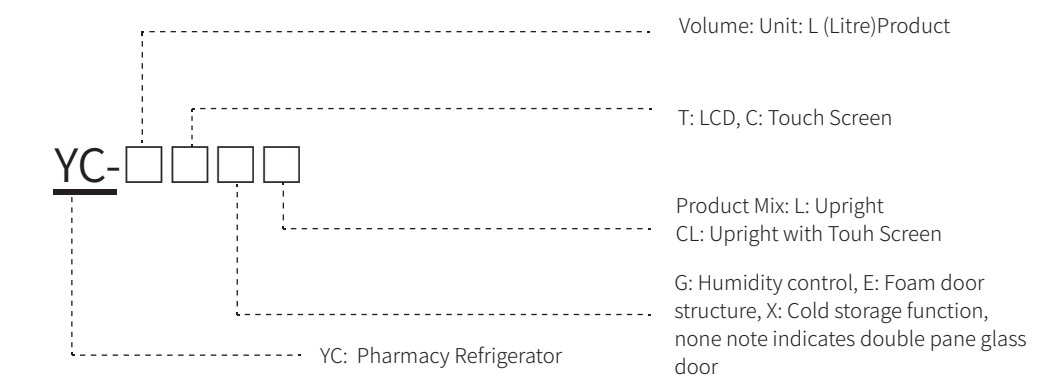 Volume: Unit: L (Litre)Product
T: LCD, C: Touch Screen
YC-□□□□
Product Mix: L: Upright
CL: Upright with Touh Screen
G: Humidity control, E: Foam door
structure, X: Cold storage function,
none note indicates double pane glass
door
YC: Pharmacy Refrigerator